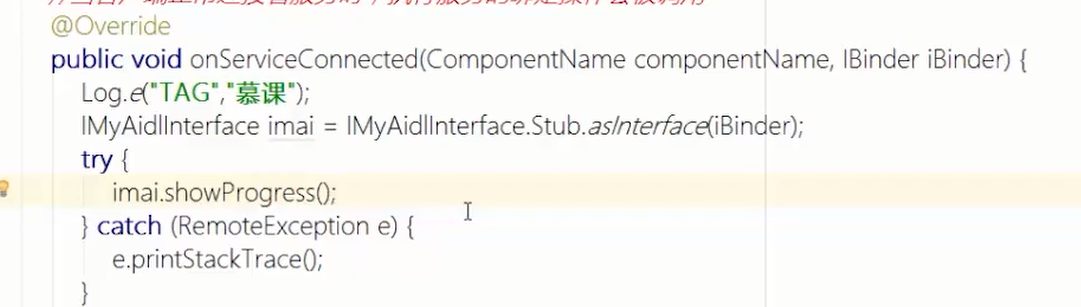 @Override
public void onServiceConnected(ComponentName componentName, IBinder iBinder) {
Log.e("TAG","慕课");
IMyAidlInterface imai = IMyAidlInterface.Stub.asInterface(iBinder);
try {
imai.showProgress();
} catch (RemoteException e) {
e.printStackTrace();
}